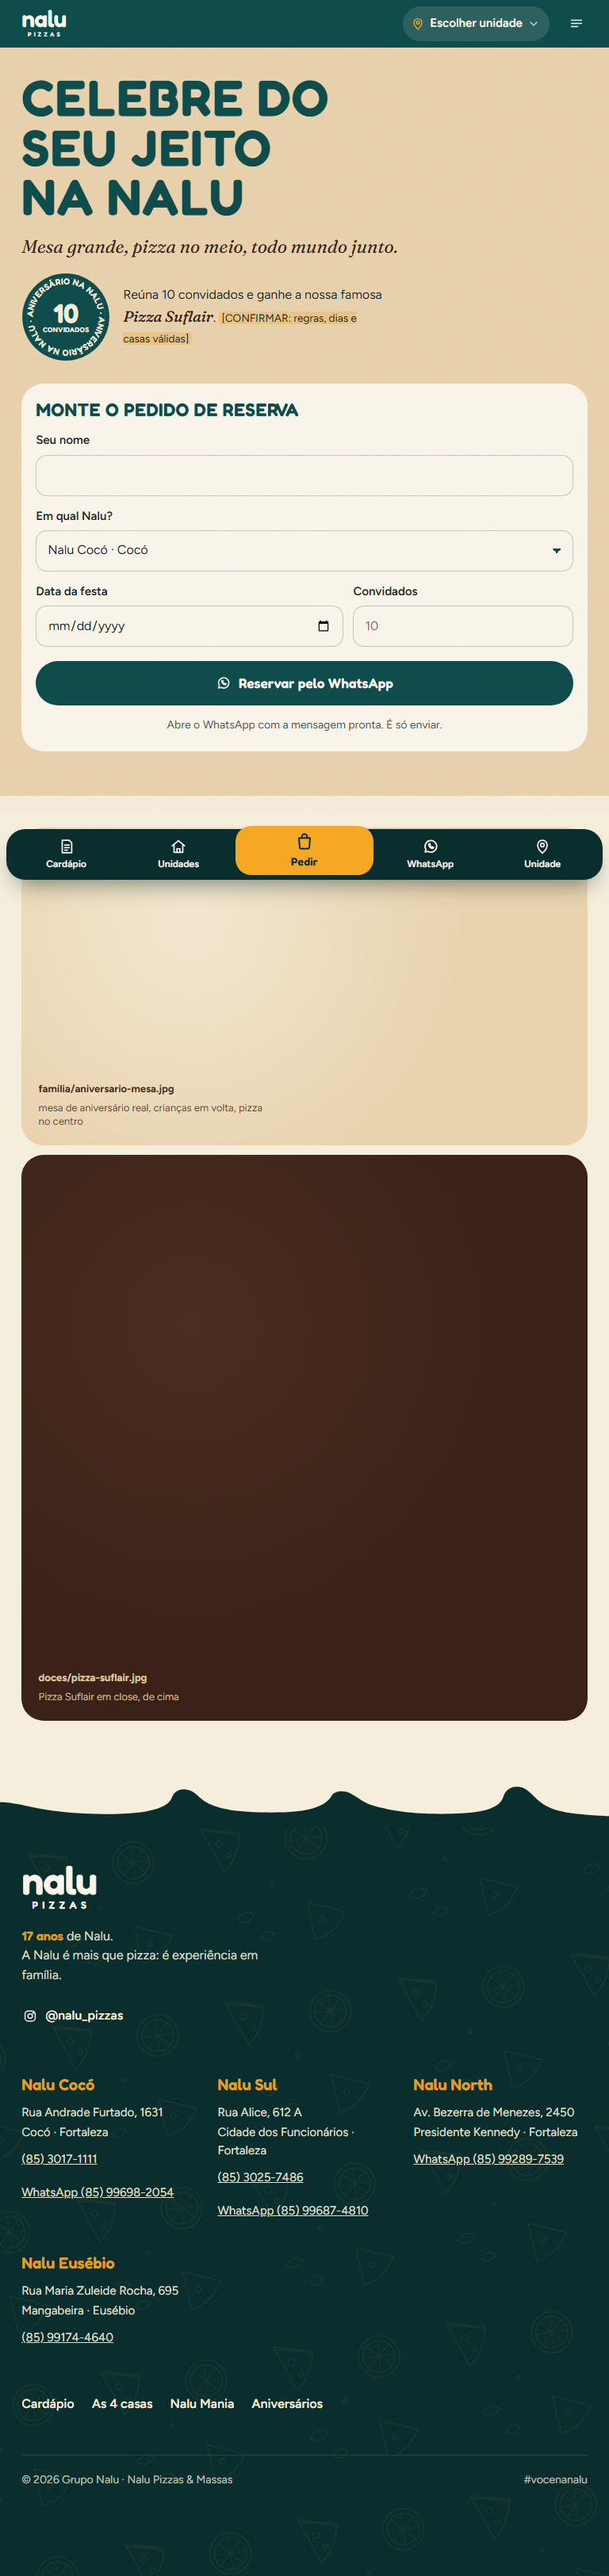 nalu
PIZZAS
Escolher unidade
CELEBRE DO
SEU JEITO
NA NALU
Mesa grande, pizza no meio, todo mundo junto.
ANIVERSÁRIO NA NALU · ANIVERSÁRIO NA NALU ·
10
CONVIDADOS
Reúna 10 convidados e ganhe a nossa famosa
Pizza Suflair. [CONFIRMAR: regras, dias e
casas válidas]
MONTE O PEDIDO DE RESERVA
Seu nome
Em qual Nalu?
Nalu Cocó · Cocó
Data da festa
Convidados
mm/dd/yyyy
10
Reservar pelo WhatsApp
Abre o WhatsApp com a mensagem pronta. É só enviar.
Cardápio
Unidades
Pedir
WhatsApp
Unidade
familia/aniversario-mesa.jpg
mesa de aniversário real, crianças em volta, pizza
no centro
doces/pizza-suflair.jpg
Pizza Suflair em close, de cima
nalu
PIZZAS
17 anos de Nalu.
A Nalu é mais que pizza: é experiência em
família.
@nalu_pizzas
Nalu Cocó
Rua Andrade Furtado, 1631
Cocó · Fortaleza
(85) 3017-1111
WhatsApp (85) 99698-2054
Nalu Sul
Rua Alice, 612 A
Cidade dos Funcionários ·
Fortaleza
(85) 3025-7486
WhatsApp (85) 99687-4810
Nalu North
Av. Bezerra de Menezes, 2450
Presidente Kennedy · Fortaleza
WhatsApp (85) 99289-7539
Nalu Eusébio
Rua Maria Zuleide Rocha, 695
Mangabeira · Eusébio
(85) 99174-4640
Cardápio
As 4 casas
Nalu Mania
Aniversários
© 2026 Grupo Nalu · Nalu Pizzas & Massas
#vocenanalu